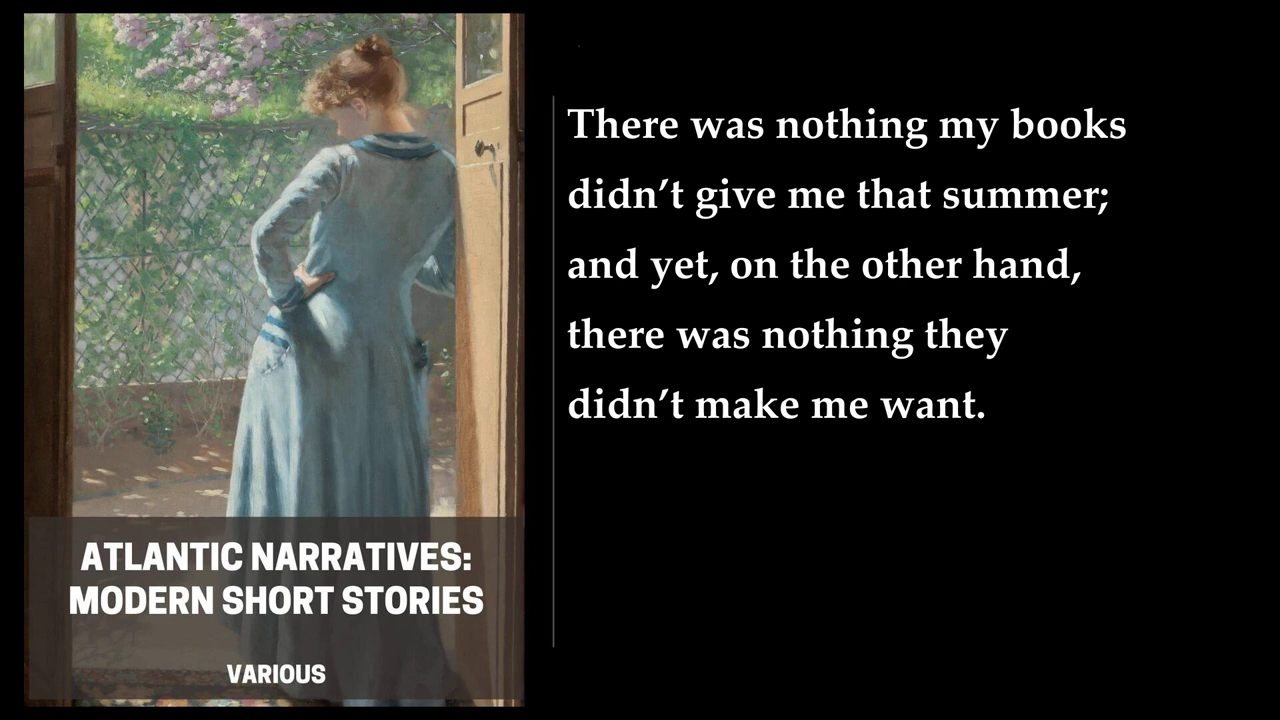 There was nothing my books
didn’t give me that summer;
and yet, on the other hand,
there was nothing they
didn’t make me want.
ATLANTIC NARRATIVES:
MODERN SHORT STORIES
VARIOUS